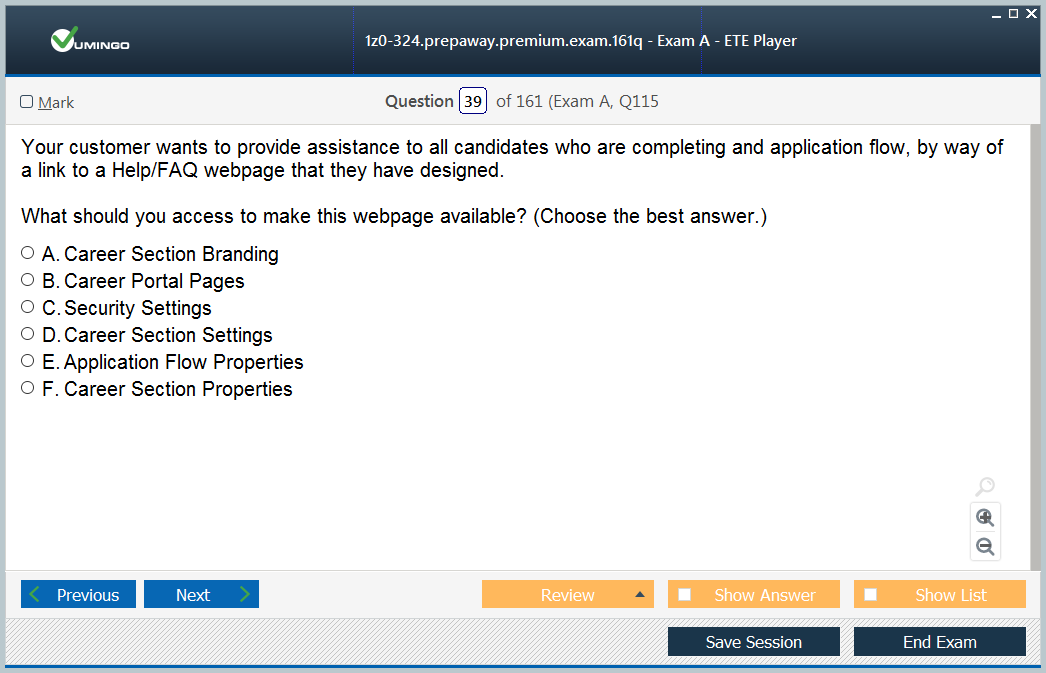 VUMINGO
1z0-324.prepaway.premium.exam.161q - Exam A - ETE Player
Mark
Question 39 of 161 (Exam A, Q115
Your customer wants to provide assistance to all candidates who are completing and application flow, by way of
a link to a Help/FAQ webpage that they have designed.
What should you access to make this webpage available? (Choose the best answer.)
A. Career Section Branding
B. Career Portal Pages
C. Security Settings
D. Career Section Settings
E. Application Flow Properties
F. Career Section Properties
Previous Next Review Show Answer Show List
Save Session End Exam